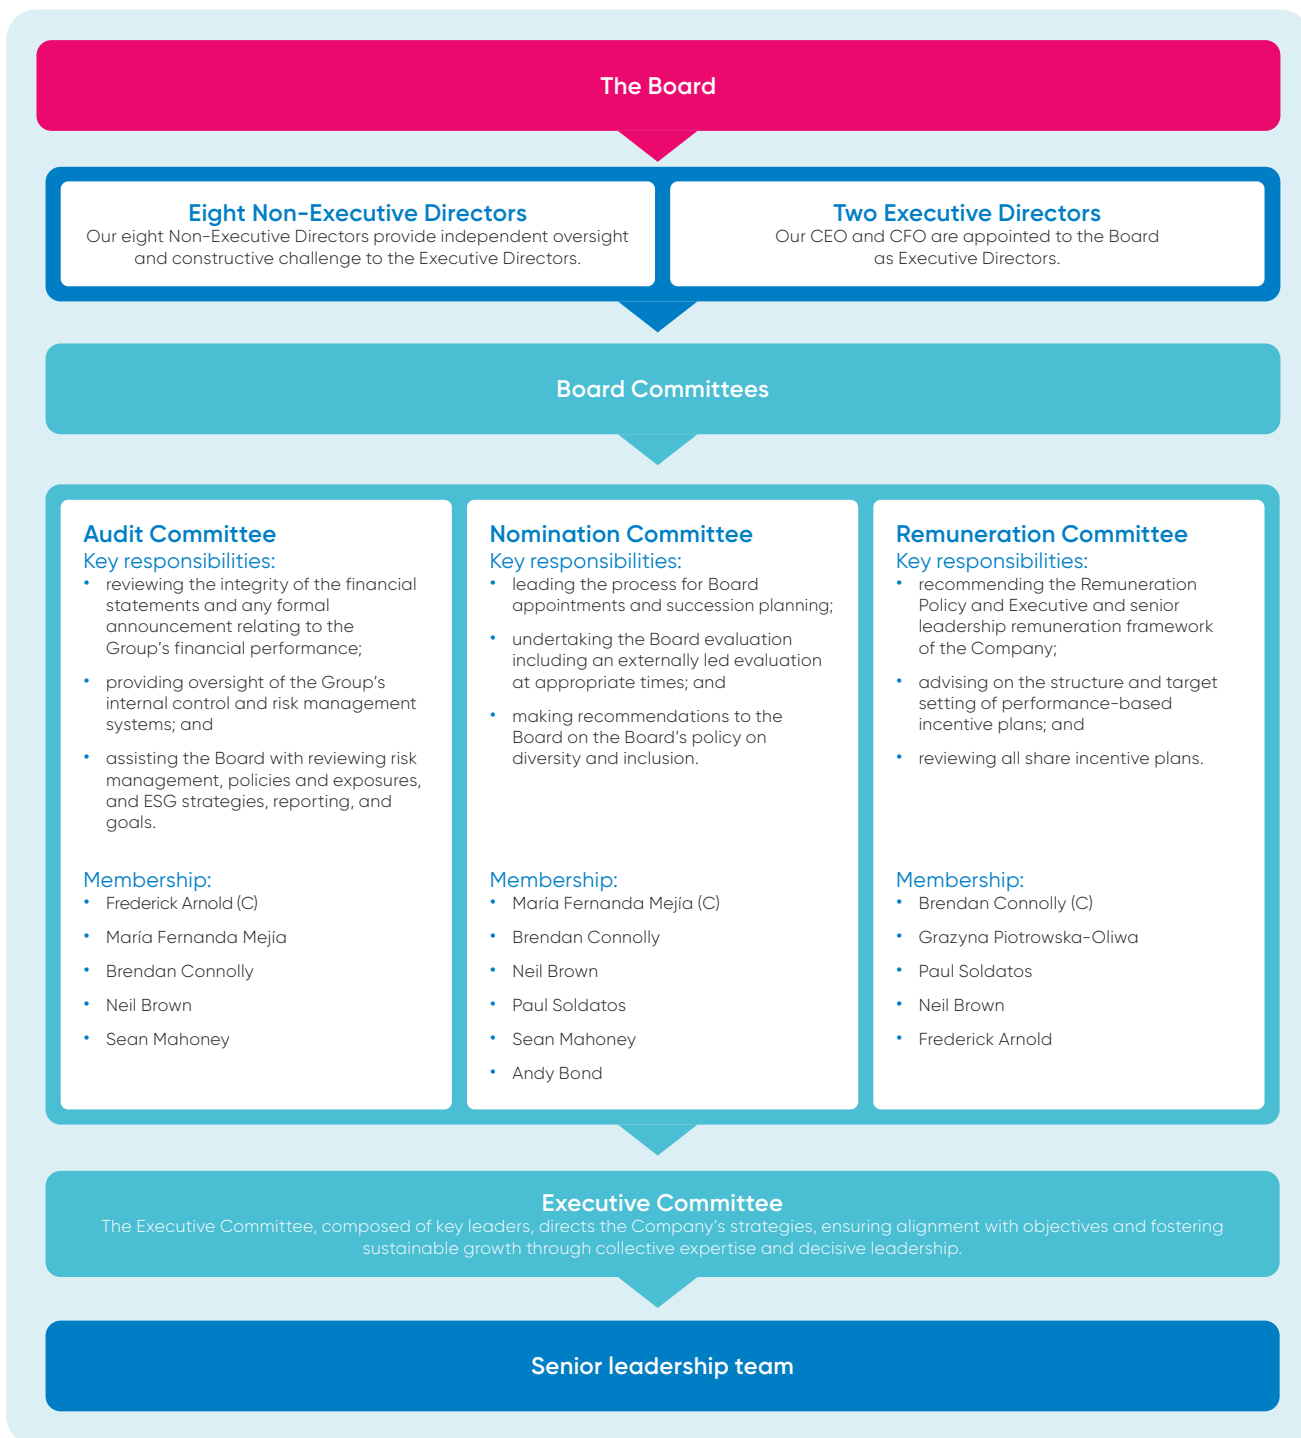 The Board
Eight Non-Executive Directors
Our eight Non-Executive Directors provide independent oversight
and constructive challenge to the Executive Directors.
Two Executive Directors
Our CEO and CFO are appointed to the Board
as Executive Directors.
Board Committees
Audit Committee
Key responsibilities:
• reviewing the integrity of the financial
statements and any formal
announcement relating to the
Group’s financial performance;
• providing oversight of the Group’s
internal control and risk management
systems; and
• assisting the Board with reviewing risk
management, policies and exposures,
and ESG strategies, reporting, and
goals.
Membership:
• Frederick Arnold (C)
• María Fernanda Mejía
• Brendan Connolly
• Neil Brown
• Sean Mahoney
Nomination Committee
Key responsibilities:
• leading the process for Board
appointments and succession planning;
• undertaking the Board evaluation
including an externally led evaluation
at appropriate times; and
• making recommendations to the
Board on the Board’s policy on
diversity and inclusion.
Membership:
• María Fernanda Mejía (C)
• Brendan Connolly
• Neil Brown
• Paul Soldatos
• Sean Mahoney
• Andy Bond
Remuneration Committee
Key responsibilities:
• recommending the Remuneration
Policy and Executive and senior
leadership remuneration framework
of the Company;
• advising on the structure and target
setting of performance-based
incentive plans; and
• reviewing all share incentive plans.
Membership:
• Brendan Connolly (C)
• Grazyna Piotrowska-Oliwa
• Paul Soldatos
• Neil Brown
• Frederick Arnold
Executive Committee
The Executive Committee, composed of key leaders, directs the Company’s strategies, ensuring alignment with objectives and fostering
sustainable growth through collective expertise and decisive leadership.
Senior leadership team